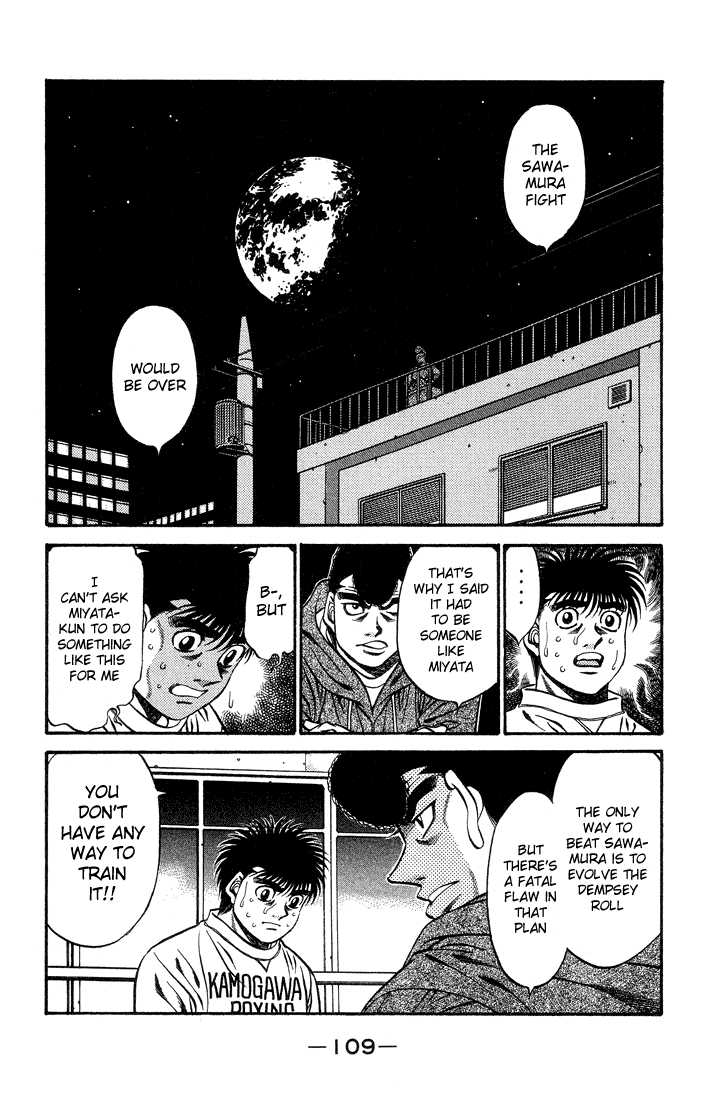 THE
SAWA-
MURA
FIGHT
WOULD
BE OVER
. . .
THAT'S
WHY I SAID
IT HAD
TO BE
SOMEONE
LIKE
MIYATA
B-,
BUT
I
CAN'T ASK
MIYATA-
KUN TO DO
SOMETHING
LIKE THIS
FOR ME
THE ONLY
WAY TO
BEAT SAWA-
MURA IS TO
EVOLVE THE
DEMPSEY
ROLL
BUT
THERE'S
A FATAL
FLAW IN
THAT
PLAN
YOU
DON'T
HAVE ANY
WAY TO
TRAIN
IT!!
KAMOGAWA
BOXING
—109—